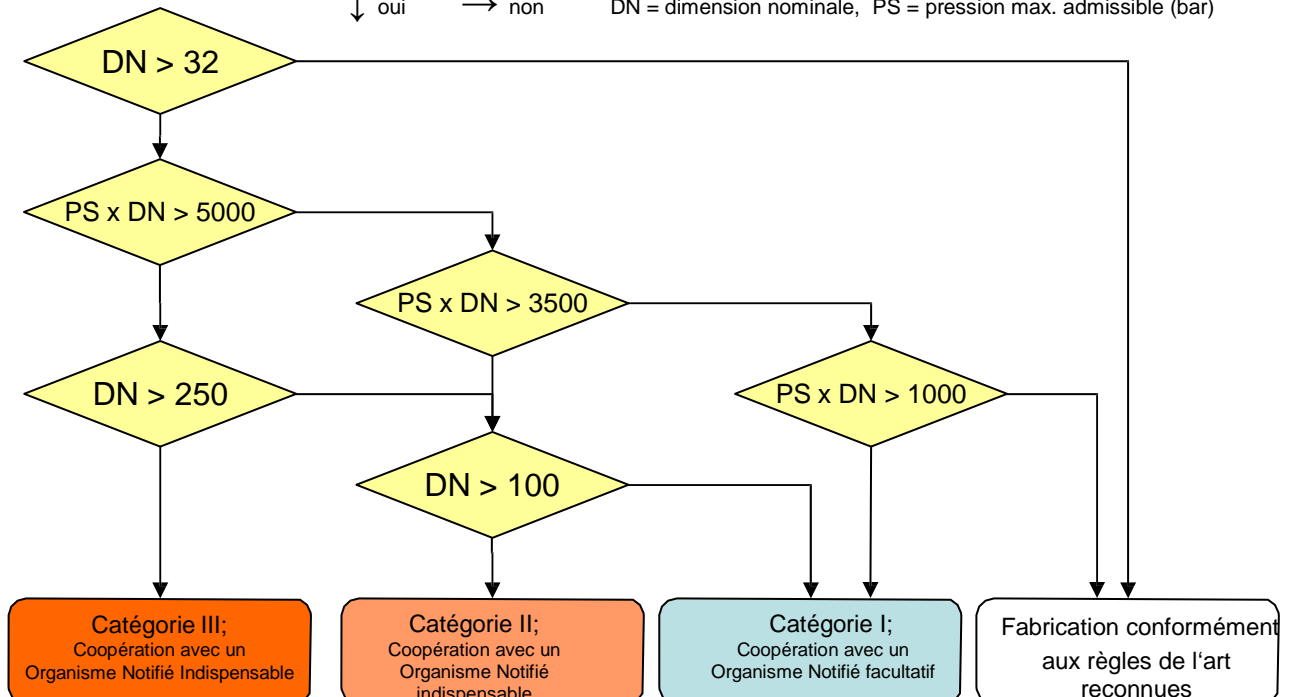 ↓ oui → non DN = dimension nominale, PS = pression max. admissible (bar)
DN > 32
PS x DN > 5000
PS x DN > 3500
DN > 250
PS x DN > 1000
DN > 100
Catégorie III;
Coopération avec un
Organisme Notifié Indispensable
Catégorie II;
Coopération avec un
Organisme Notifié
indispensable
Catégorie I;
Coopération avec un
Organisme Notifié facultatif
Fabrication conformément
aux règles de l‘art
reconnues